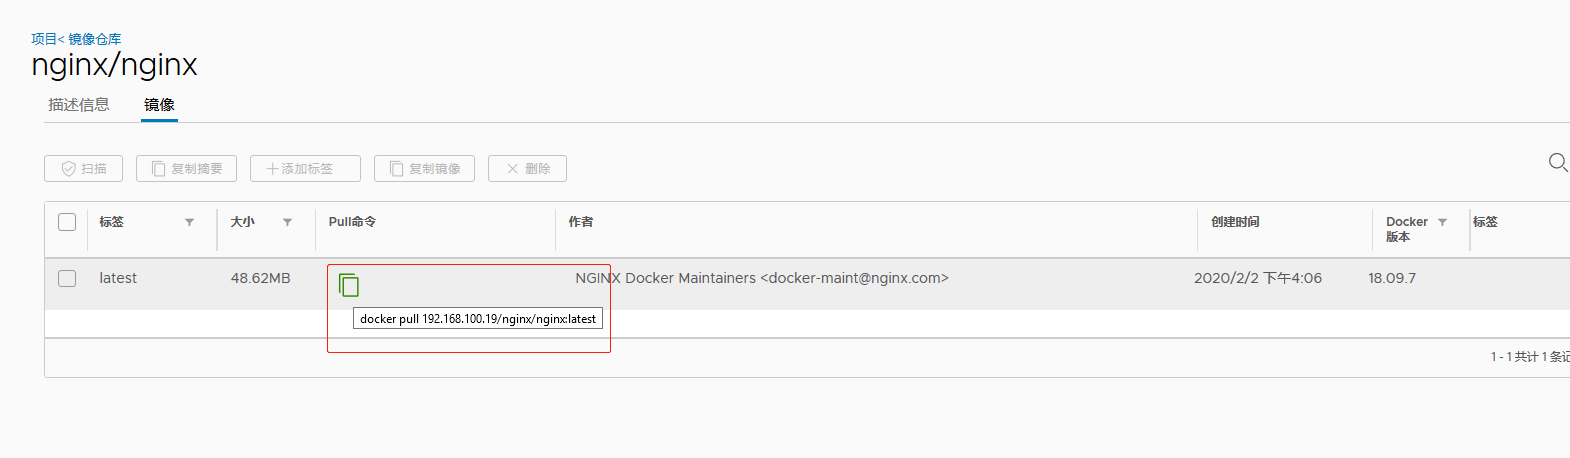 项目< 镜像仓库
nginx/nginx
描述信息 镜像
扫描 复制摘要 添加标签 复制镜像 删除
标签 大小 Pull命令 作者 创建时间 Docker 版本 标签
latest 48.62MB NGINX Docker Maintainers <docker-maint@nginx.com> 2020/2/2 下午4:06 18.09.7
docker pull 192.168.100.19/nginx/nginx:latest
1 - 1 共计 1 条记